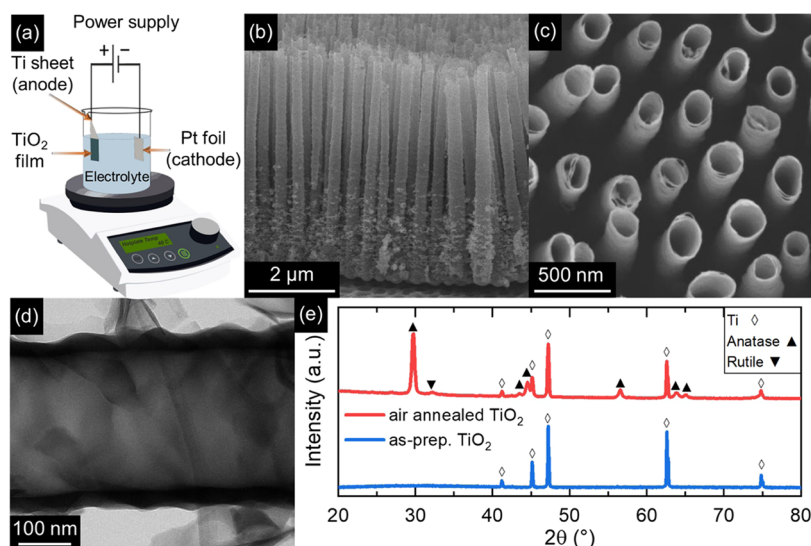 (a)
Power supply
+ −
Ti sheet
(anode)
TiO2
film
Pt foil
(cathode)
Electrolyte
(b)
2 μm
(c)
500 nm
(d)
100 nm
(e)
Ti ◊
Anatase ▲
Rutile ▼
air annealed TiO2
as-prep. TiO2
Intensity (a.u.)
20 30 40 50 60 70 80
2θ (°)